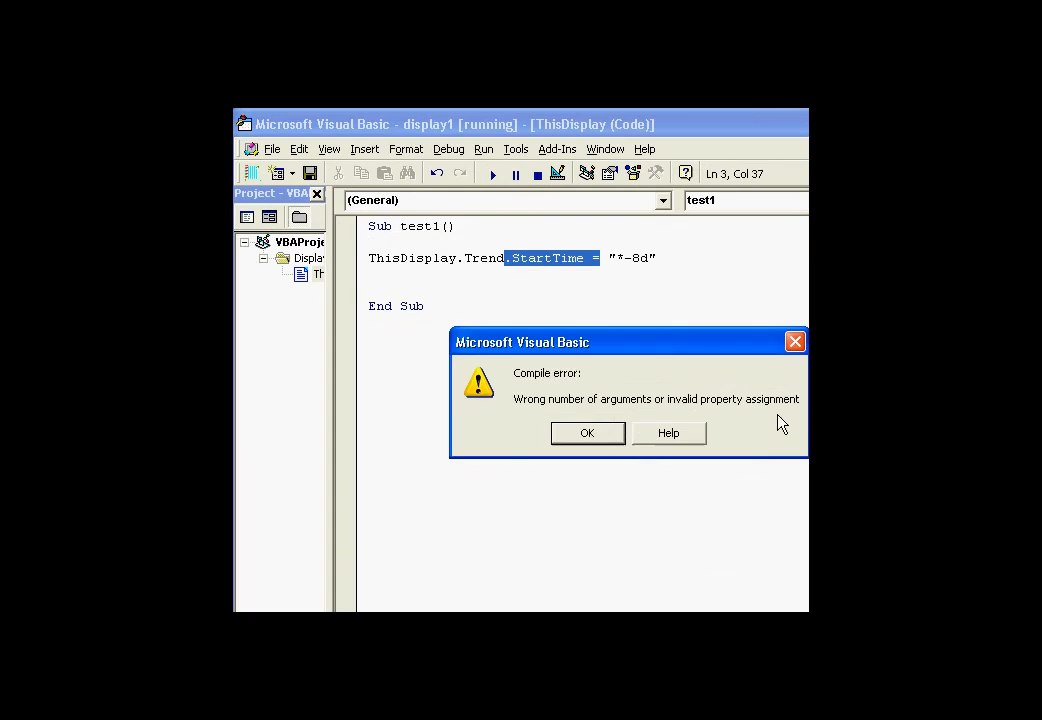 Microsoft Visual Basic - display1 [running] - [ThisDisplay (Code)]
File Edit View Insert Format Debug Run Tools Add-Ins Window Help
Ln 3, Col 37
Project - VBA
(General) test1
VBAProje
Displa
Th
Sub test1()
ThisDisplay.Trend.StartTime = "*-8d"
End Sub
Microsoft Visual Basic
Compile error:
Wrong number of arguments or invalid property assignment
OK Help